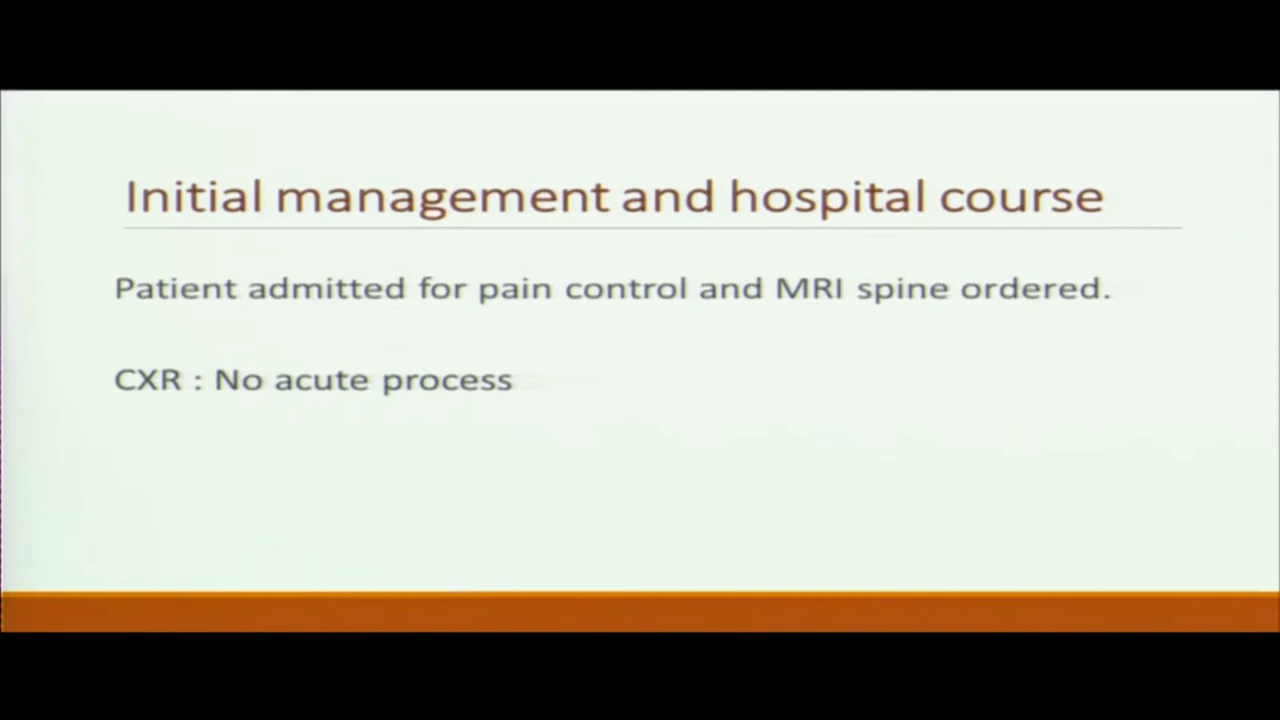 Initial management and hospital course
Patient admitted for pain control and MRI spine ordered.
CXR : No acute process